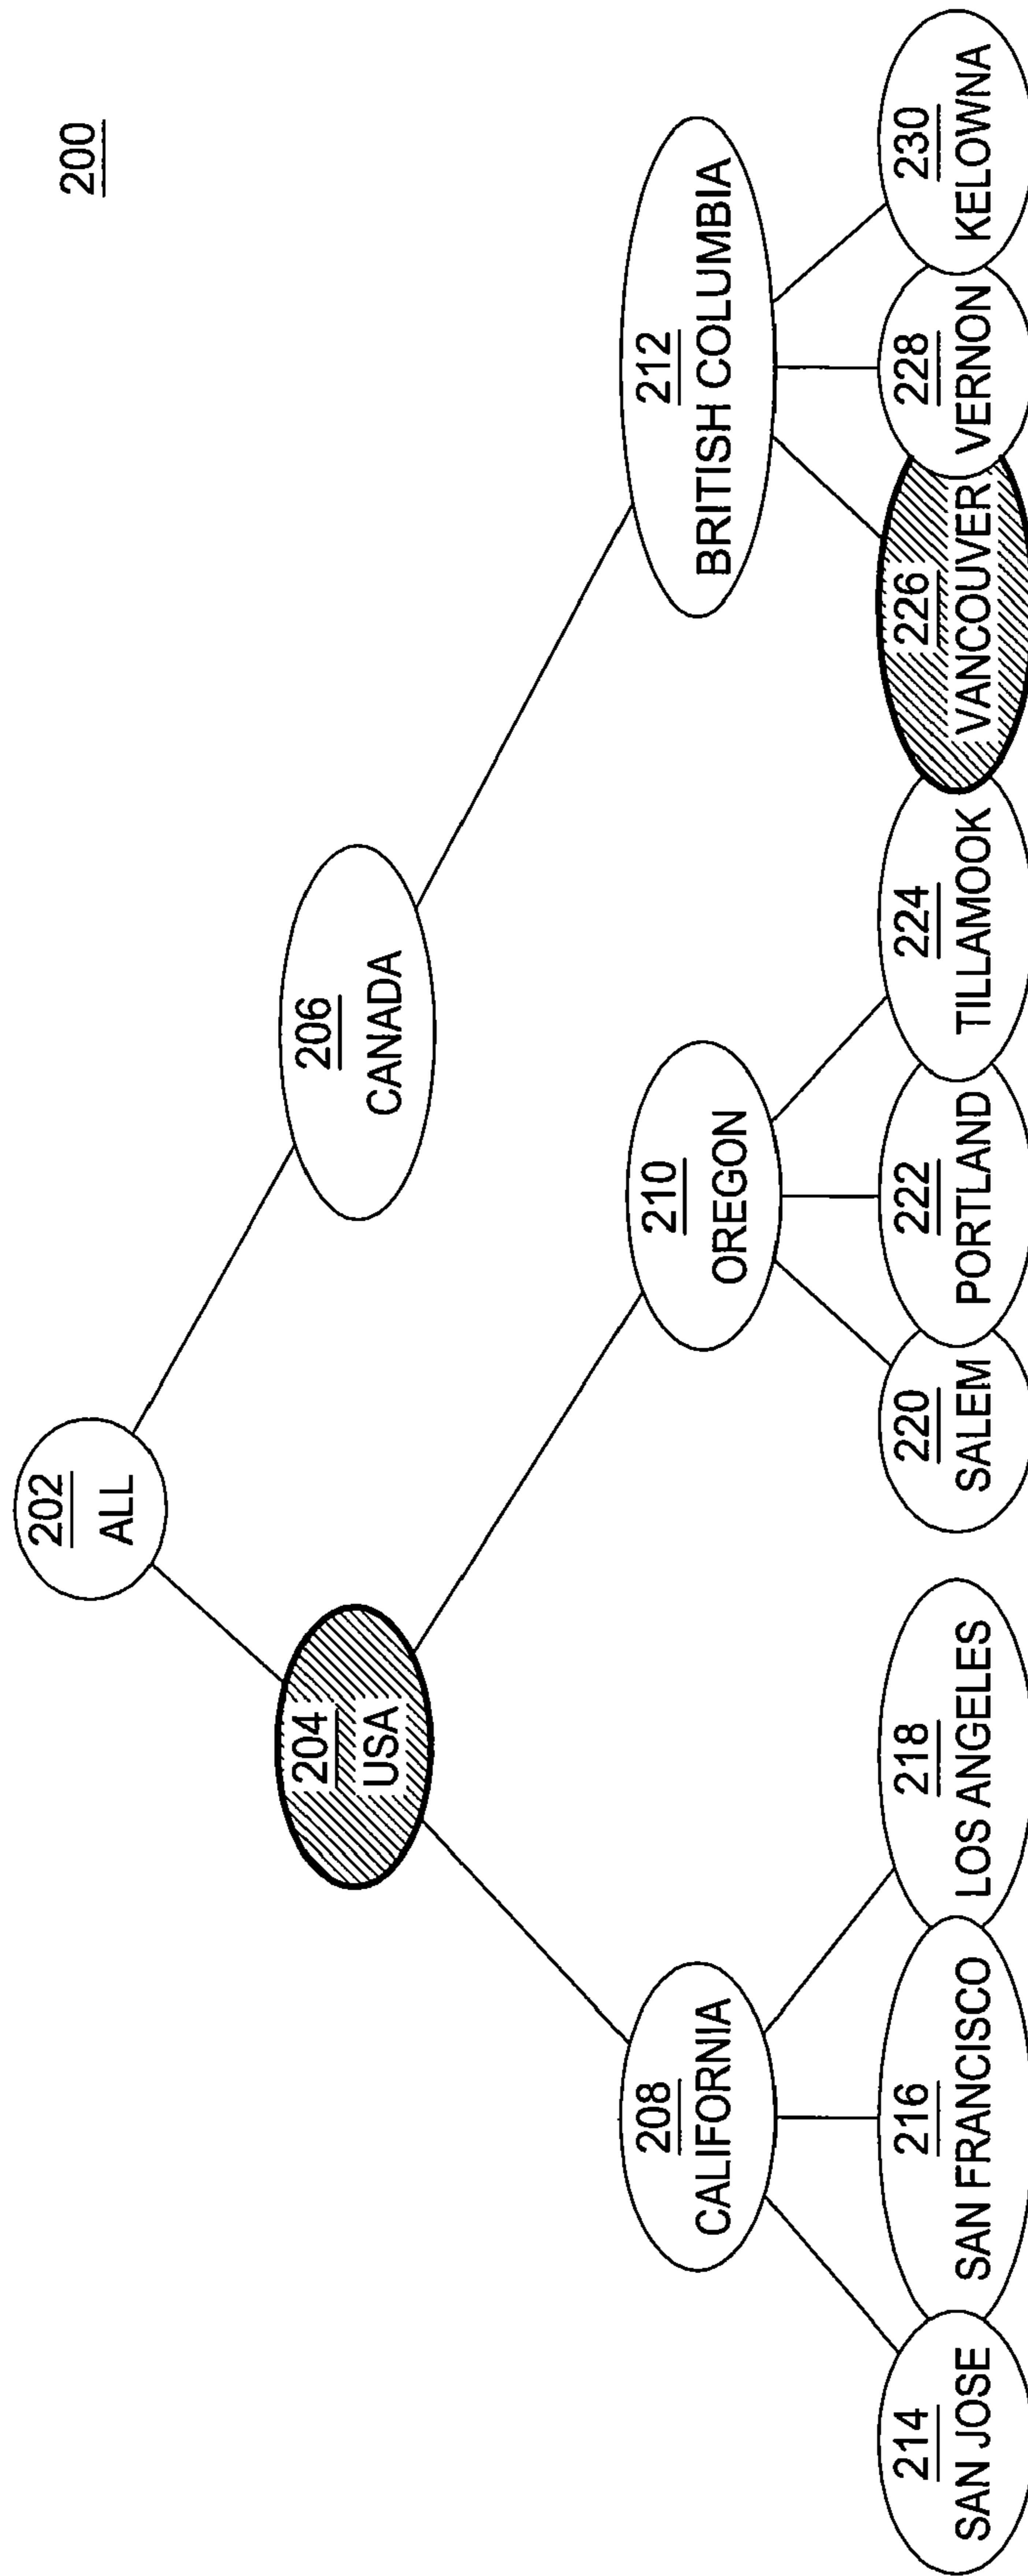 200
202
ALL
204
USA
206
CANADA
208
CALIFORNIA
210
OREGON
212
BRITISH COLUMBIA
214
SAN JOSE
216
SAN FRANCISCO
218
LOS ANGELES
220
SALEM
222
PORTLAND
224
TILLAMOOK
226
VANCOUVER
228
VERNON
230
KELOWNA